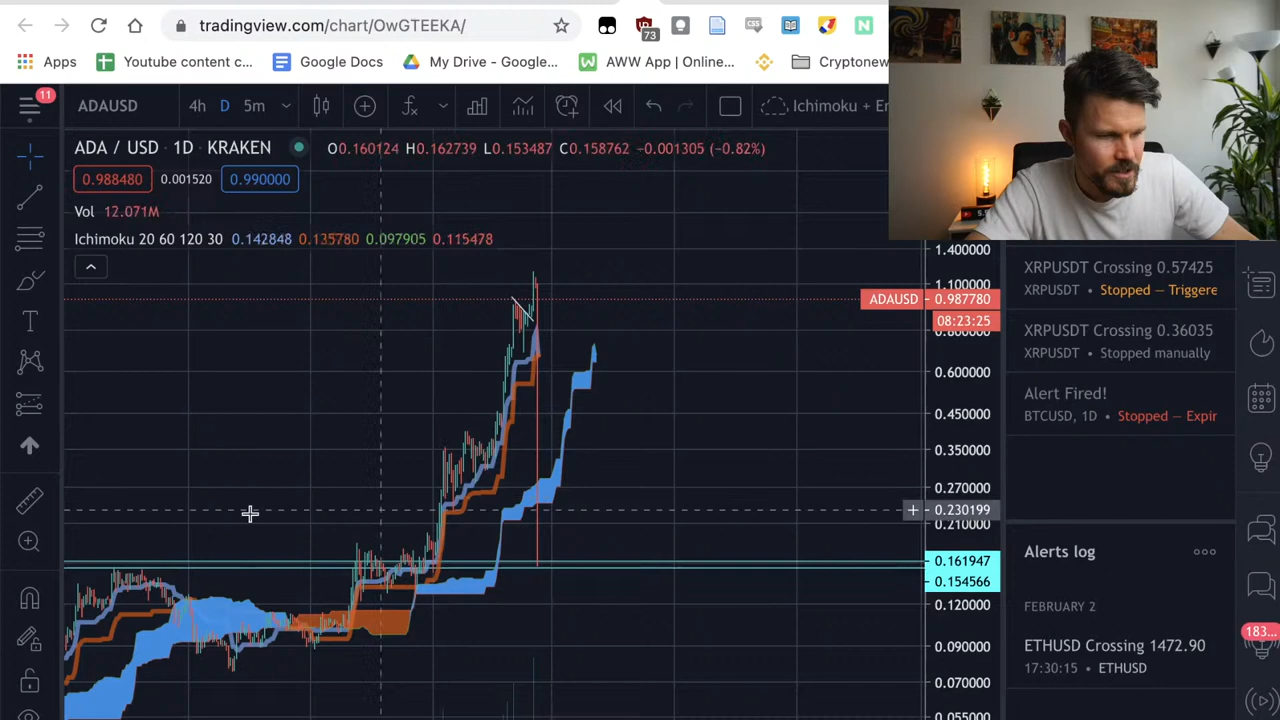 tradingview.com/chart/OwGTEEKA/
73
CSS
N
Apps
Youtube content c...
Google Docs
My Drive – Google...
AWW App | Online...
Cryptonew
11
ADAUSD
4h
D
5m
Ichimoku + Er
ADA / USD · 1D · KRAKEN
O0.160124 H0.162739 L0.153487 C0.158762 −0.001305 (−0.82%)
0.988480
0.001520
0.990000
Vol 12.071M
Ichimoku 20 60 120 30 0.142848 0.135780 0.097905 0.115478
1.400000
1.100000
ADAUSD 0.987780
08:23:25
0.800000
0.600000
0.450000
0.350000
0.270000
0.230199
0.210000
0.161947
0.154566
0.120000
0.090000
0.070000
0.055000
XRPUSDT Crossing 0.57425
XRPUSDT • Stopped — Triggere
XRPUSDT Crossing 0.36035
XRPUSDT • Stopped manually
Alert Fired!
BTCUSD, 1D • Stopped — Expir
Alerts log
FEBRUARY 2
183...
ETHUSD Crossing 1472.90
17:30:15 • ETHUSD